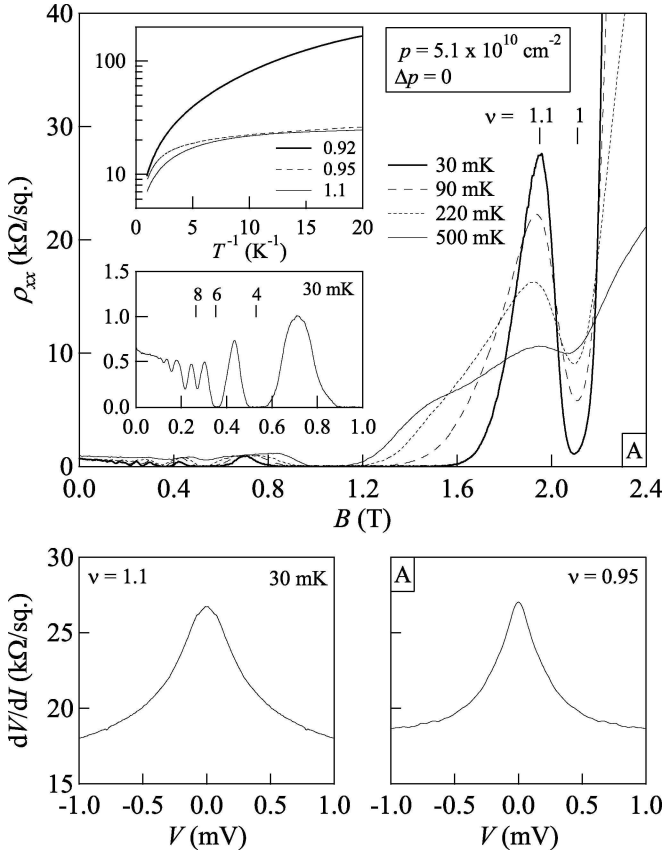 40
30
20
10
0
ρxx (kΩ/sq.)
0.0
0.4
0.8
1.2
1.6
2.0
2.4
B (T)
p = 5.1 x 10^10 cm^-2
Δp = 0
ν = 1.1 1
30 mK
90 mK
220 mK
500 mK
A
100
10
0.92
0.95
1.1
0 5 10 15 20
T^-1 (K^-1)
1.5
1.0
0.5
0.0
8 6 4
30 mK
0.0 0.2 0.4 0.6 0.8 1.0
30
25
20
15
dV/dI (kΩ/sq.)
ν = 1.1 30 mK
-1.0 -0.5 0.0 0.5 1.0
V (mV)
A
ν = 0.95
-1.0 -0.5 0.0 0.5 1.0
V (mV)